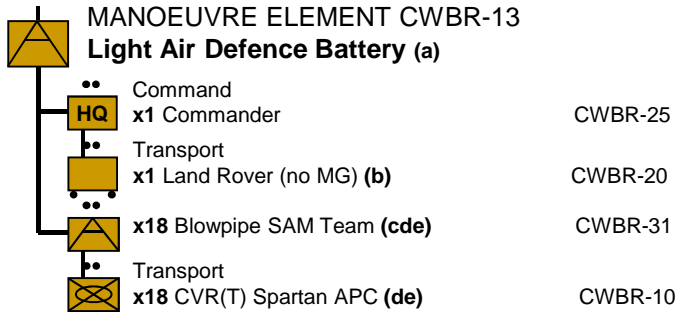 MANOEUVRE ELEMENT CWBR-13
Light Air Defence Battery (a)
Command
HQ x1 Commander CWBR-25
Transport
x1 Land Rover (no MG) (b) CWBR-20
x18 Blowpipe SAM Team (cde) CWBR-31
Transport
x18 CVR(T) Spartan APC (de) CWBR-10